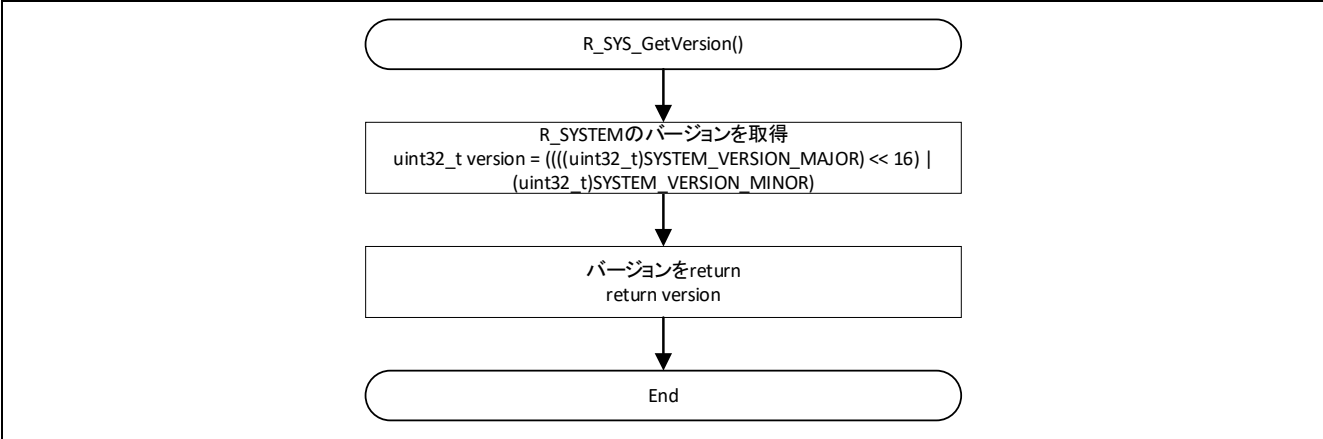 R_SYS_GetVersion()
R_SYSTEMのバージョンを取得
uint32_t version = ((((uint32_t)SYSTEM_VERSION_MAJOR) << 16) |
(uint32_t)SYSTEM_VERSION_MINOR)
バージョンをreturn
return version
End